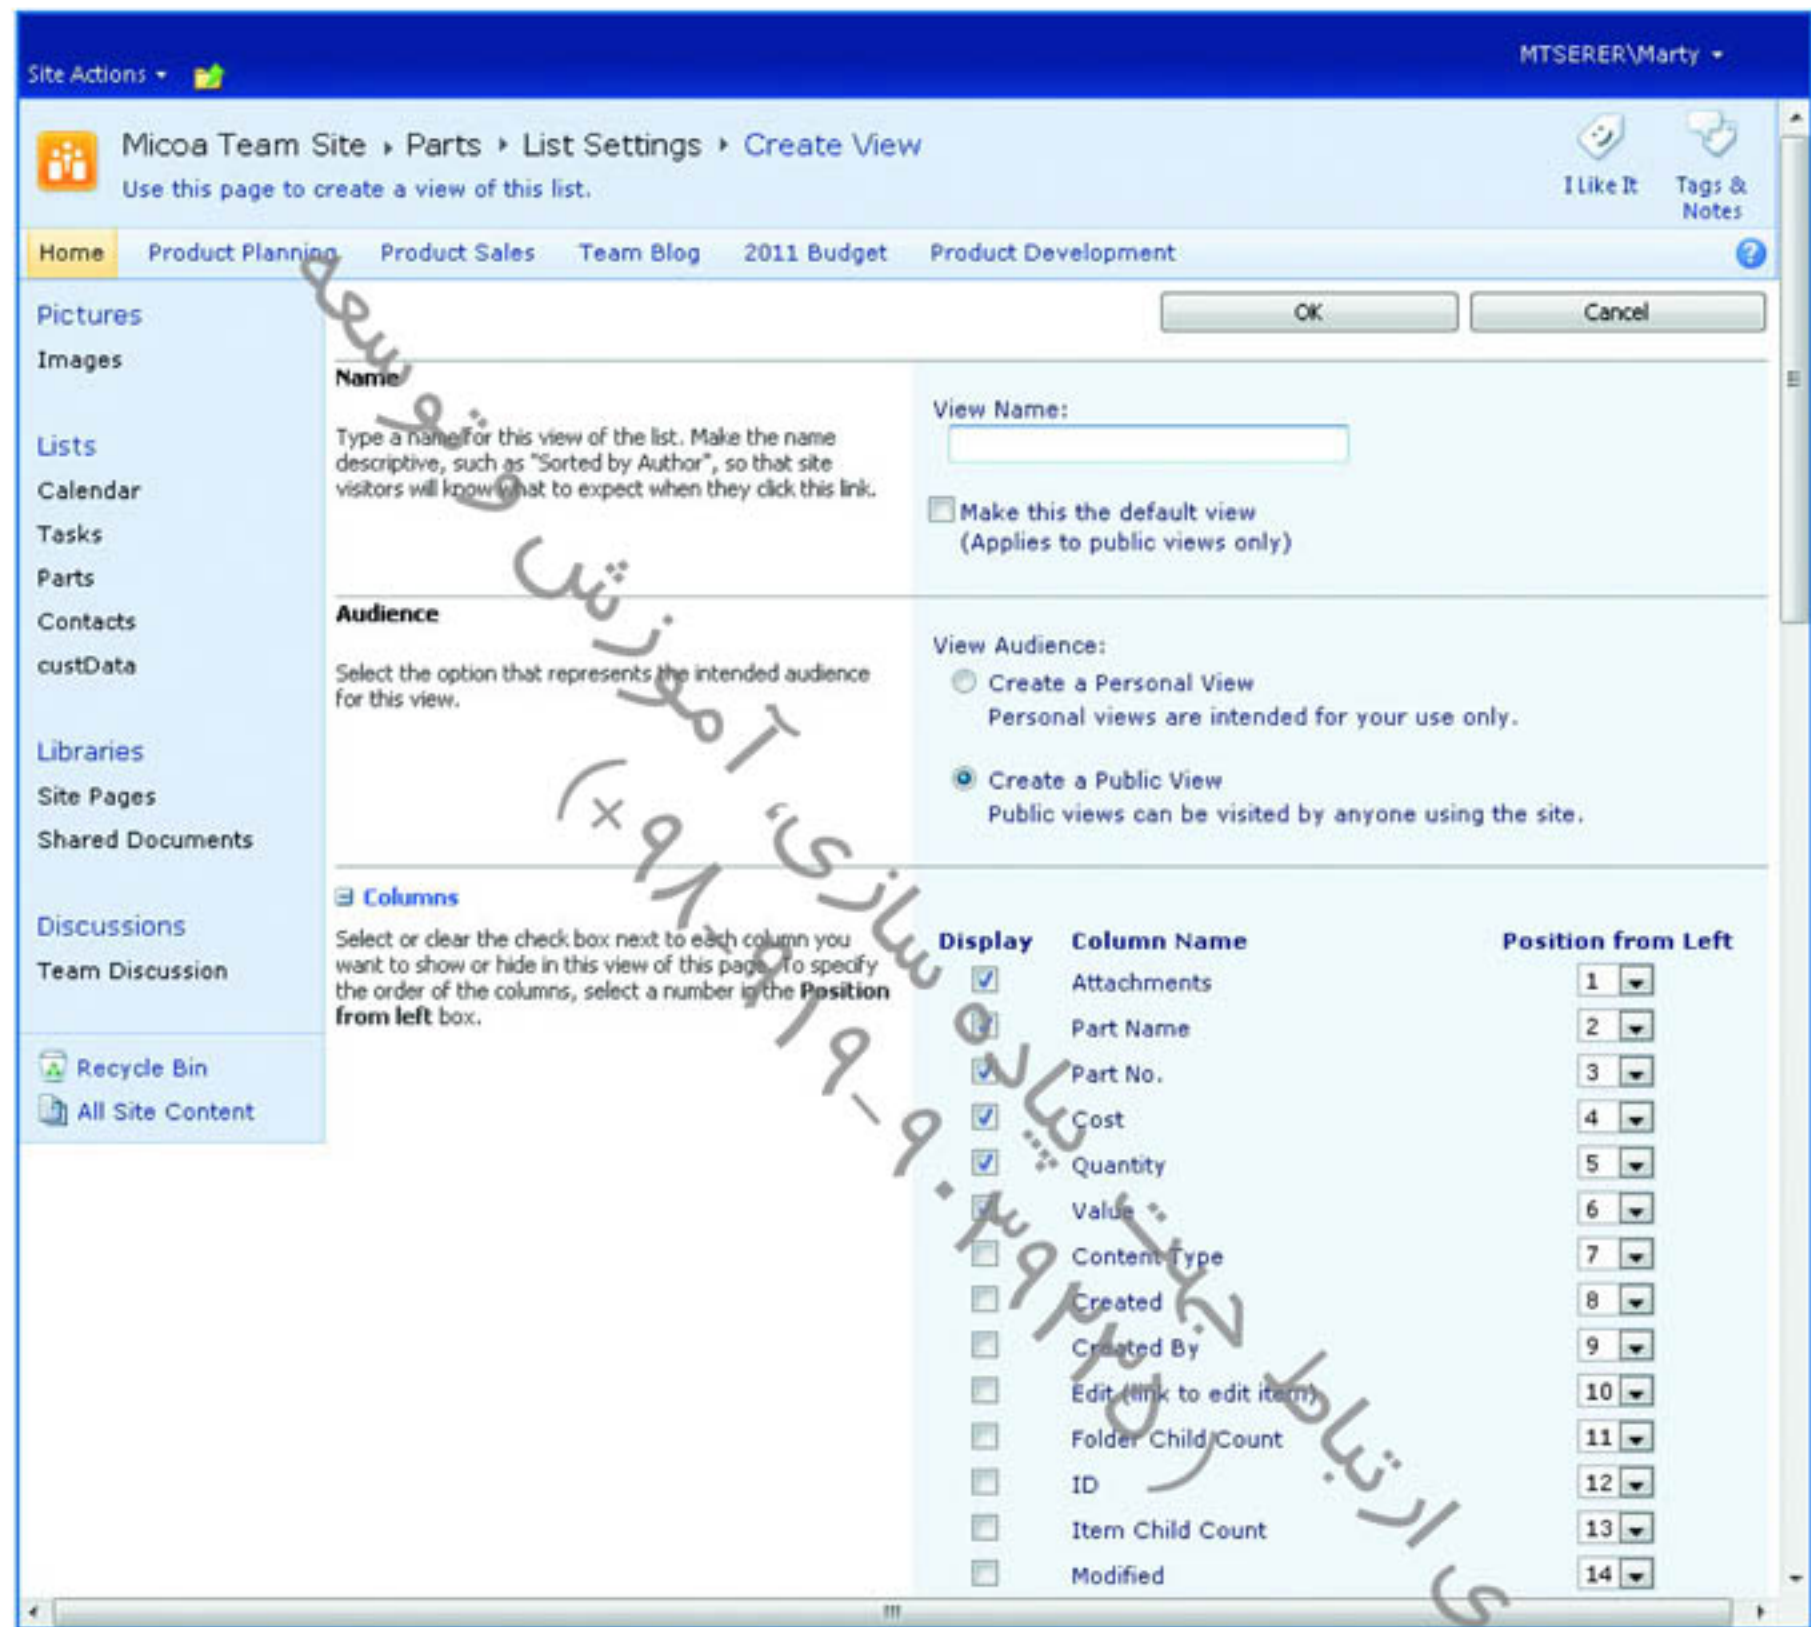 Site Actions
MTSERER\Marty
Micoa Team Site ▸ Parts ▸ List Settings ▸ Create View
Use this page to create a view of this list.
I Like It
Tags &
Notes
Home Product Planning Product Sales Team Blog 2011 Budget Product Development
Pictures
Images
Lists
Calendar
Tasks
Parts
Contacts
custData
Libraries
Site Pages
Shared Documents
Discussions
Team Discussion
Recycle Bin
All Site Content
OK Cancel
Name
Type a name for this view of the list. Make the name
descriptive, such as "Sorted by Author", so that site
visitors will know what to expect when they click this link.
View Name:
Make this the default view
(Applies to public views only)
Audience
Select the option that represents the intended audience
for this view.
View Audience:
Create a Personal View
Personal views are intended for your use only.
Create a Public View
Public views can be visited by anyone using the site.
Columns
Select or clear the check box next to each column you
want to show or hide in this view of this page. To specify
the order of the columns, select a number in the Position
from left box.
Display Column Name Position from Left
Attachments 1
Part Name 2
Part No. 3
Cost 4
Quantity 5
Value 6
Content Type 7
Created 8
Created By 9
Edit (link to edit item) 10
Folder Child Count 11
ID 12
Item Child Count 13
Modified 14
ارتباط جهت پیاده سازی، آموزش و توسعه